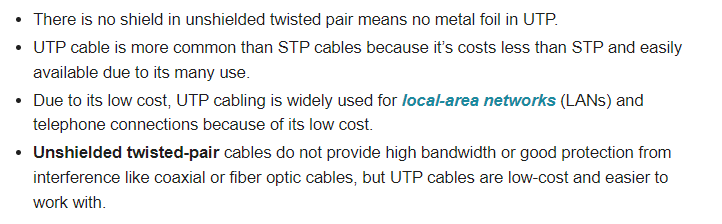 • There is no shield in unshielded twisted pair means no metal foil in UTP.
• UTP cable is more common than STP cables because it’s costs less than STP and easily
available due to its many use.
• Due to its low cost, UTP cabling is widely used for local-area networks (LANs) and
telephone connections because of its low cost.
• Unshielded twisted-pair cables do not provide high bandwidth or good protection from
interference like coaxial or fiber optic cables, but UTP cables are low-cost and easier to
work with.